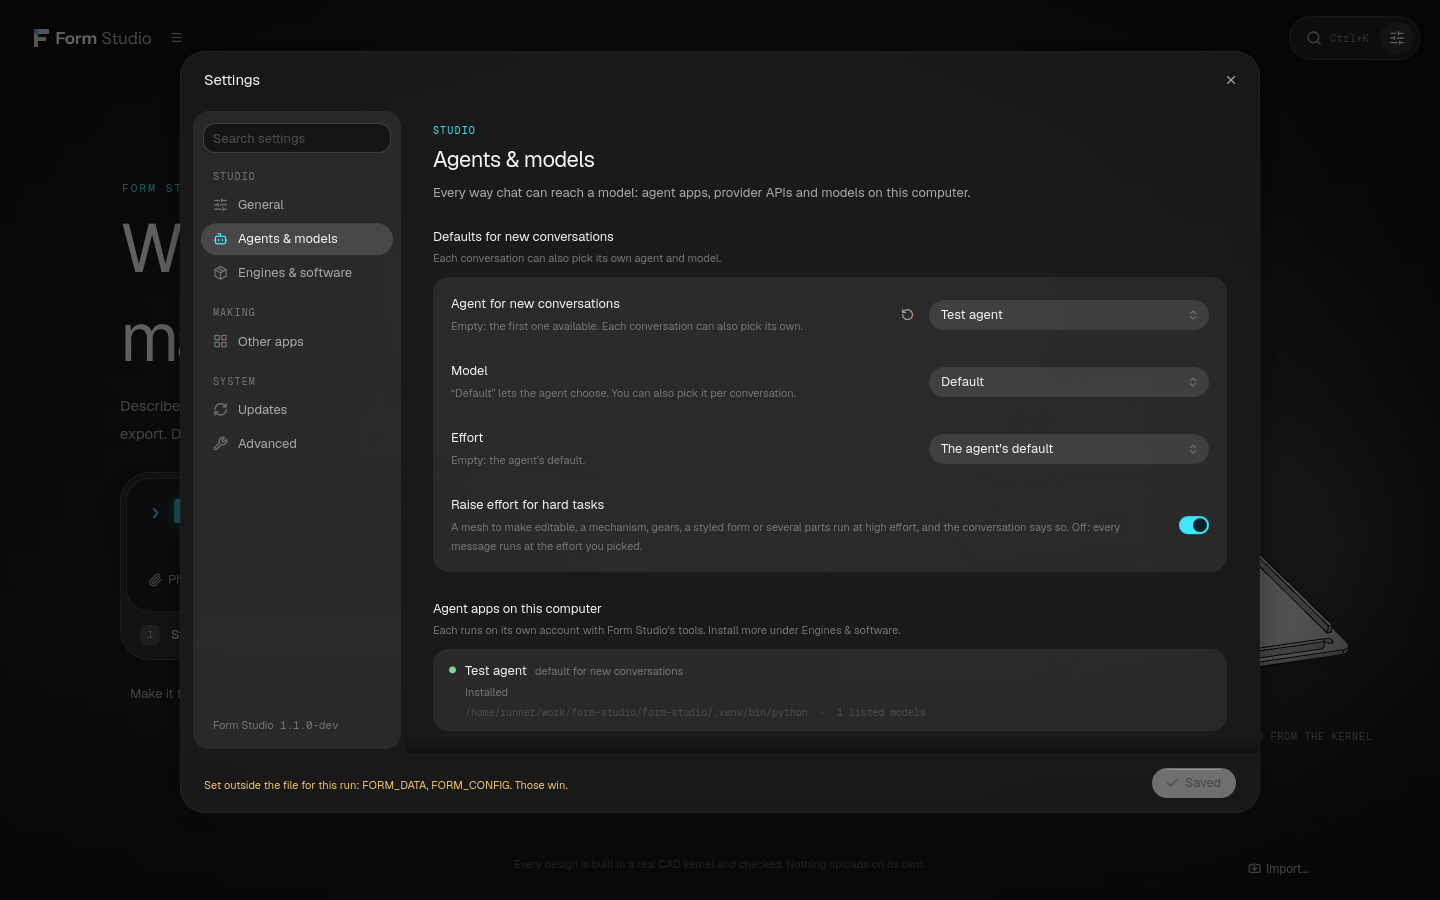 Form Studio
Ctrl+K
Settings
Search settings
STUDIO
General
Agents & models
Engines & software
MAKING
Other apps
SYSTEM
Updates
Advanced
Form Studio 1.1.0-dev
STUDIO
Agents & models
Every way chat can reach a model: agent apps, provider APIs and models on this computer.
Defaults for new conversations
Each conversation can also pick its own agent and model.
Agent for new conversations
Empty: the first one available. Each conversation can also pick its own.
Test agent
Model
“Default” lets the agent choose. You can also pick it per conversation.
Default
Effort
Empty: the agent's default.
The agent's default
Raise effort for hard tasks
A mesh to make editable, a mechanism, gears, a styled form or several parts run at high effort, and the conversation says so. Off: every
message runs at the effort you picked.
Agent apps on this computer
Each runs on its own account with Form Studio's tools. Install more under Engines & software.
Test agent default for new conversations
Installed
/home/runner/work/form-studio/form-studio/.venv/bin/python · 1 listed models
Set outside the file for this run: FORM_DATA, FORM_CONFIG. Those win.
Saved
FORM ST
W
ma
Describe
export. D
Ph
1 S
Make it f
FROM THE KERNEL
Every design is built in a real CAD kernel and checked. Nothing uploads on its own.
Import…